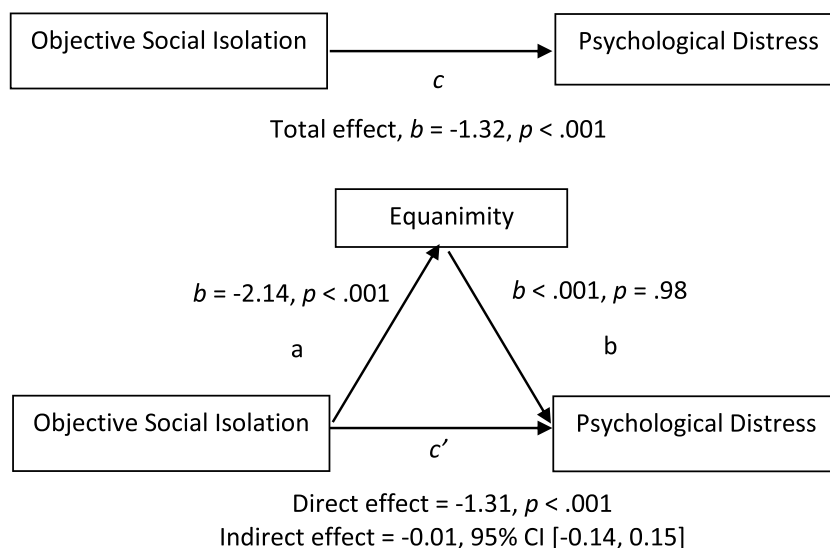 Objective Social Isolation
Psychological Distress
c
Total effect, b = -1.32, p < .001
Equanimity
b = -2.14, p < .001
b < .001, p = .98
a
b
Objective Social Isolation
Psychological Distress
c’
Direct effect = -1.31, p < .001
Indirect effect = -0.01, 95% CI [-0.14, 0.15]